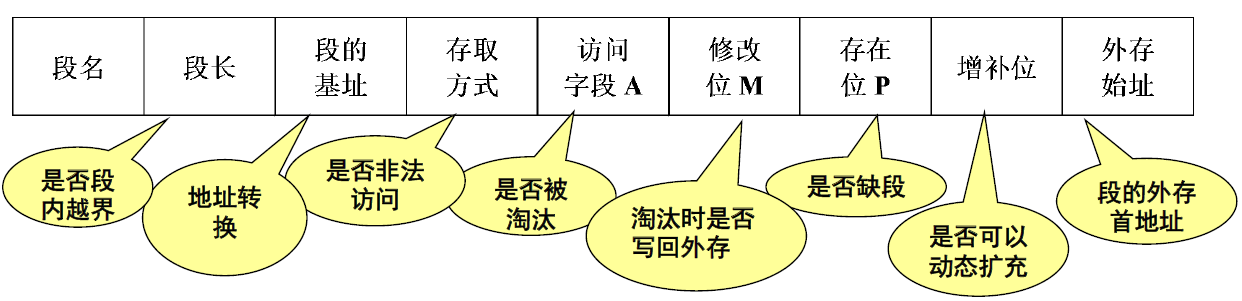 段名
段长
段的
基址
存取
方式
访问
字段 A
修改
位 M
存在
位 P
增补位
外存
始址
是否段
内越界
地址转
换
是否非法
访问
是否被
淘汰
淘汰时是否
写回外存
是否缺段
是否可以
动态扩充
段的外存
首地址